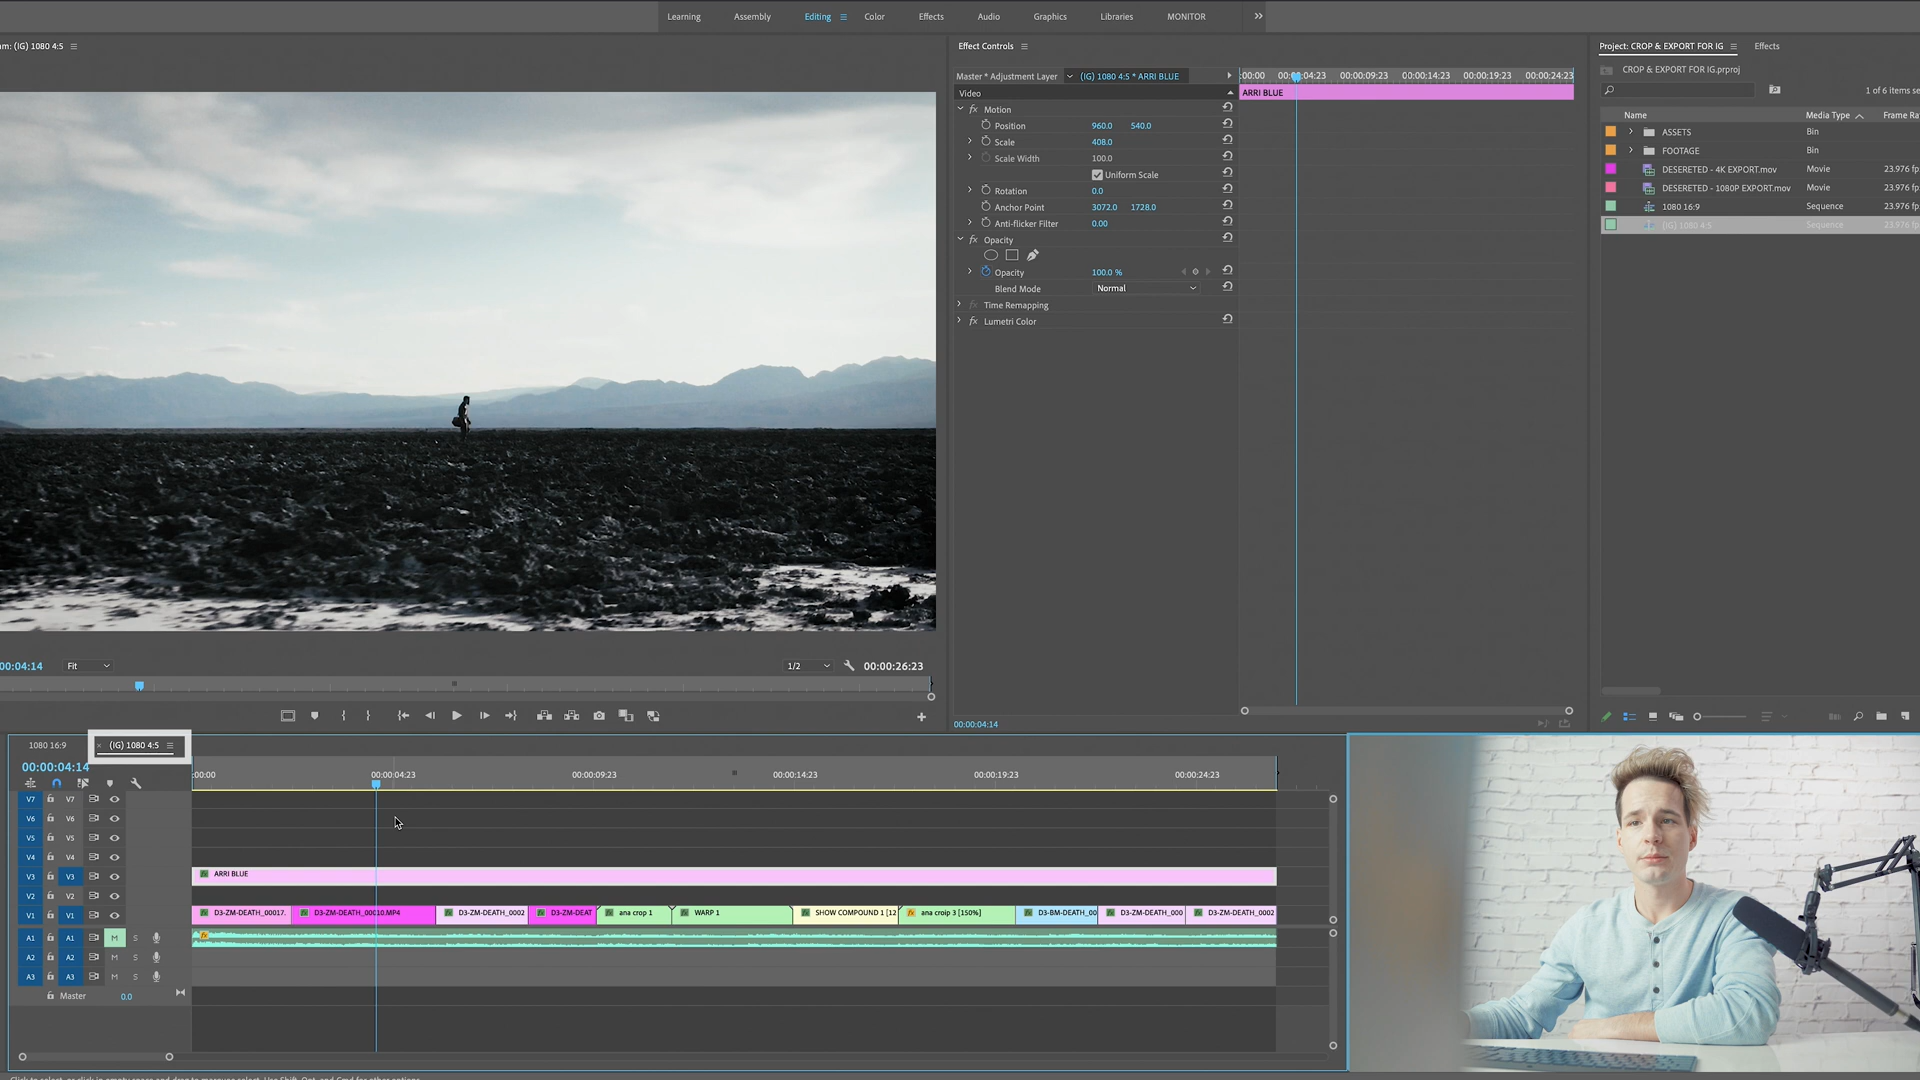 Learning Assembly Editing Color Effects Audio Graphics Libraries MONITOR
m: (IG) 1080 4:5
Effect Controls
Project: CROP & EXPORT FOR IG Effects
CROP & EXPORT FOR IG.prproj
Master * Adjustment Layer (IG) 1080 4:5 * ARRI BLUE
:00:00 00:00:04:23 00:00:09:23 00:00:14:23 00:00:19:23 00:00:24:23
1 of 6 items se
Video
ARRI BLUE
fx Motion
Position 960.0 540.0
Scale 408.0
Scale Width 100.0
Uniform Scale
Rotation 0.0
Anchor Point 3072.0 1728.0
Anti-flicker Filter 0.00
fx Opacity
Opacity 100.0 %
Blend Mode Normal
fx Time Remapping
fx Lumetri Color
Name Media Type Frame Ra
ASSETS Bin
FOOTAGE Bin
DESERETED - 4K EXPORT.mov Movie 23.976 fp
DESERETED - 1080P EXPORT.mov Movie 23.976 fp
1080 16:9 Sequence 23.976 fp
(IG) 1080 4:5 Sequence 23.976 fp
00:04:14 Fit 1/2 00:00:26:23
00:00:04:14
1080 16:9 × (IG) 1080 4:5
00:00:04:14
:00:00 00:00:04:23 00:00:09:23 00:00:14:23 00:00:19:23 00:00:24:23
V7 V7
V6 V6
V5 V5
V4 V4
V3 V3 ARRI BLUE
V2 V2
V1 V1 D3-ZM-DEATH_00017. D3-ZM-DEATH_00010.MP4 D3-ZM-DEATH_0002 D3-ZM-DEAT ana crop 1 WARP 1 SHOW COMPOUND 1 [12 ana croip 3 [150%] D3-BM-DEATH_00 D3-ZM-DEATH_000 D3-ZM-DEATH_0002
A1 A1 M S
A2 A2 M S
A3 A3 M S
Master 0.0